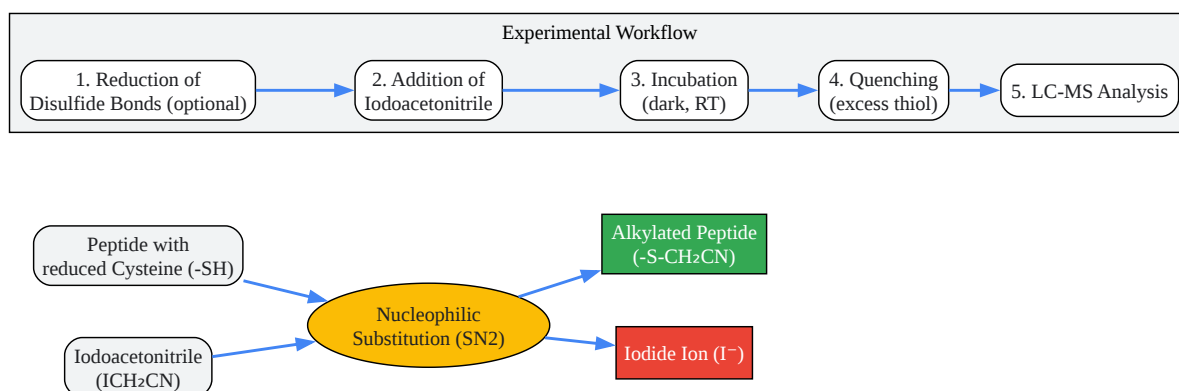 Experimental Workflow
1. Reduction of
Disulfide Bonds (optional)
2. Addition of
Iodoacetonitrile
3. Incubation
(dark, RT)
4. Quenching
(excess thiol)
5. LC-MS Analysis
Peptide with
reduced Cysteine (-SH)
Iodoacetonitrile
(ICH₂CN)
Nucleophilic
Substitution (SN2)
Alkylated Peptide
(-S-CH₂CN)
Iodide Ion (I⁻)